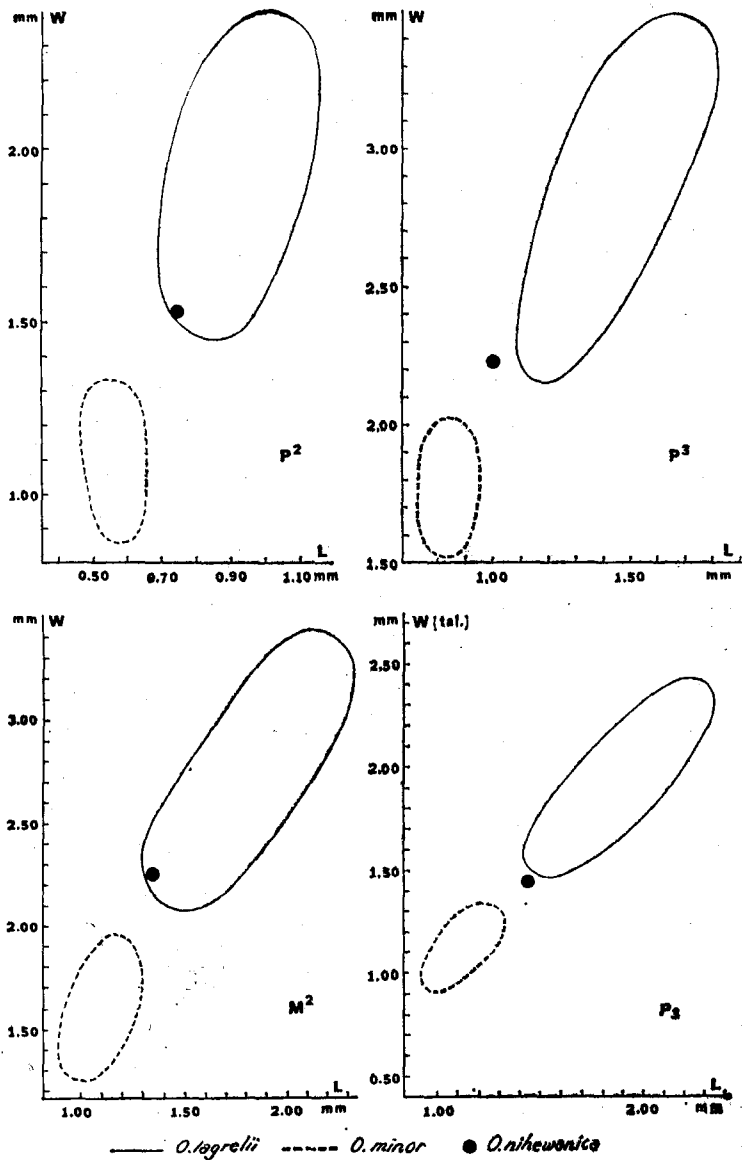 mm W
2.00
1.50
1.00
P²
L
0.50 0.70 0.90 1.10 mm
mm W
3.00
2.50
2.00
1.50
P³
L
1.00 1.50
mm
mm W
3.00
2.50
2.00
1.50
M²
L
1.00 1.50 2.00
mm
mm W (tal.)
2.50
2.00
1.50
1.00
0.50
P₃
L
1.00 2.00
mm
O.lagrelii O.minor O.nihewanica